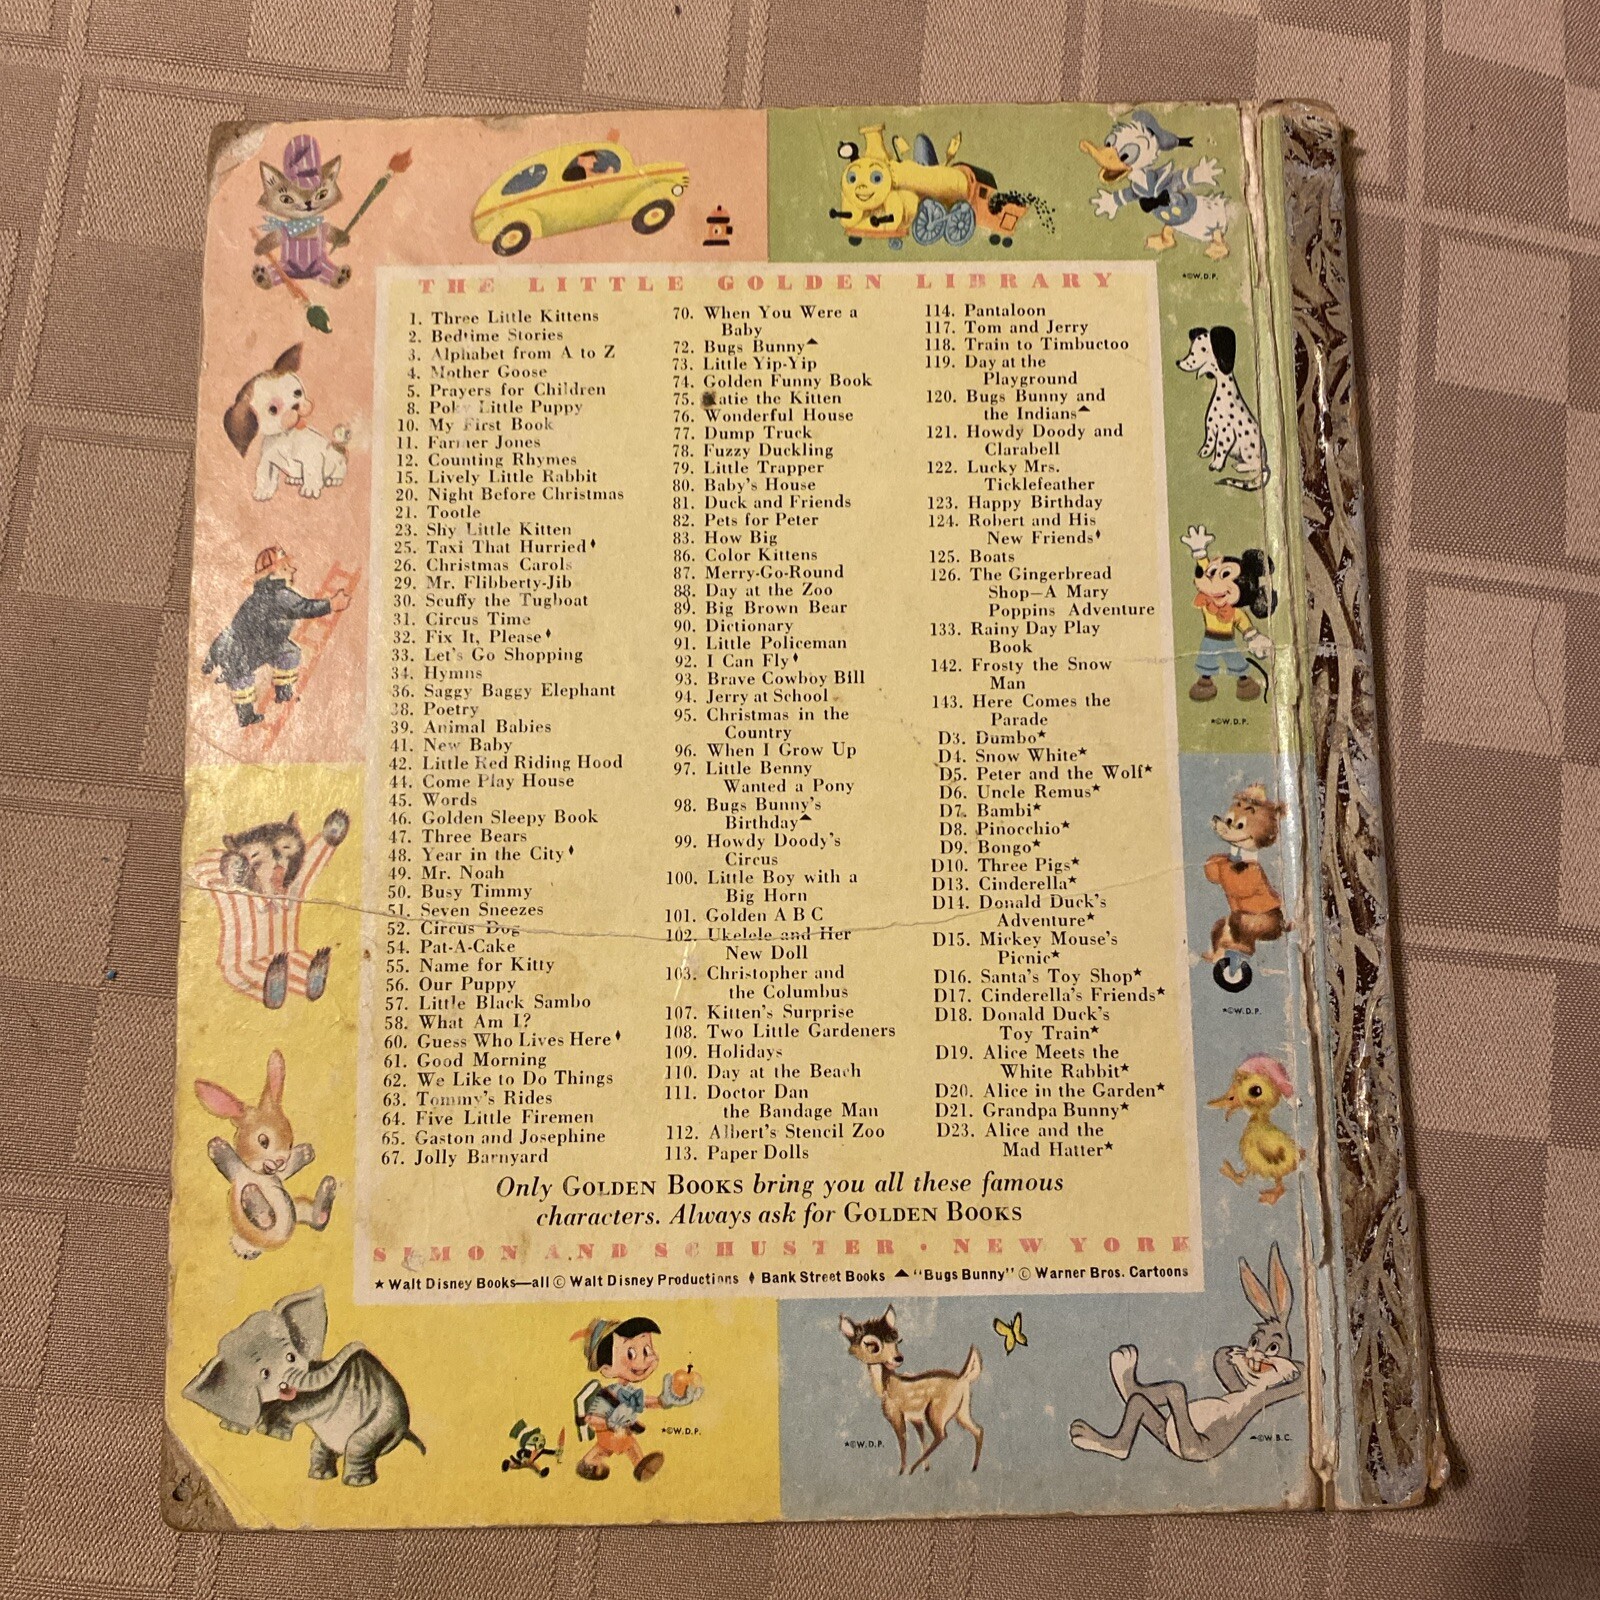 THE LITTLE GOLDEN LIBRARY
1. Three Little Kittens
2. Bedtime Stories
3. Alphabet from A to Z
4. Mother Goose
5. Prayers for Children
8. Poky Little Puppy
10. My First Book
11. Farmer Jones
12. Counting Rhymes
15. Lively Little Rabbit
20. Night Before Christmas
21. Tootle
23. Shy Little Kitten
25. Taxi That Hurried♦
26. Christmas Carols
29. Mr. Flibberty-Jib
30. Scuffy the Tugboat
31. Circus Time
32. Fix It, Please♦
33. Let's Go Shopping
34. Hymns
36. Saggy Baggy Elephant
38. Poetry
39. Animal Babies
41. New Baby
42. Little Red Riding Hood
44. Come Play House
45. Words
46. Golden Sleepy Book
47. Three Bears
48. Year in the City♦
49. Mr. Noah
50. Busy Timmy
51. Seven Sneezes
52. Circus Dog
54. Pat-A-Cake
55. Name for Kitty
56. Our Puppy
57. Little Black Sambo
58. What Am I?
60. Guess Who Lives Here♦
61. Good Morning
62. We Like to Do Things
63. Tommy's Rides
64. Five Little Firemen
65. Gaston and Josephine
67. Jolly Barnyard
70. When You Were a
Baby
72. Bugs Bunny▲
73. Little Yip-Yip
74. Golden Funny Book
75. Katie the Kitten
76. Wonderful House
77. Dump Truck
78. Fuzzy Duckling
79. Little Trapper
80. Baby's House
81. Duck and Friends
82. Pets for Peter
83. How Big
86. Color Kittens
87. Merry-Go-Round
88. Day at the Zoo
89. Big Brown Bear
90. Dictionary
91. Little Policeman
92. I Can Fly♦
93. Brave Cowboy Bill
94. Jerry at School
95. Christmas in the
Country
96. When I Grow Up
97. Little Benny
Wanted a Pony
98. Bugs Bunny's
Birthday▲
99. Howdy Doody's
Circus
100. Little Boy with a
Big Horn
101. Golden A B C
102. Ukelele and Her
New Doll
103. Christopher and
the Columbus
107. Kitten's Surprise
108. Two Little Gardeners
109. Holidays
110. Day at the Beach
111. Doctor Dan
the Bandage Man
112. Albert's Stencil Zoo
113. Paper Dolls
114. Pantaloon
117. Tom and Jerry
118. Train to Timbuctoo
119. Day at the
Playground
120. Bugs Bunny and
the Indians▲
121. Howdy Doody and
Clarabell
122. Lucky Mrs.
Ticklefeather
123. Happy Birthday
124. Robert and His
New Friends♦
125. Boats
126. The Gingerbread
Shop—A Mary
Poppins Adventure
133. Rainy Day Play
Book
142. Frosty the Snow
Man
143. Here Comes the
Parade
D3. Dumbo★
D4. Snow White★
D5. Peter and the Wolf★
D6. Uncle Remus★
D7. Bambi★
D8. Pinocchio★
D9. Bongo★
D10. Three Pigs★
D13. Cinderella★
D14. Donald Duck's
Adventure★
D15. Mickey Mouse's
Picnic★
D16. Santa's Toy Shop★
D17. Cinderella's Friends★
D18. Donald Duck's
Toy Train★
D19. Alice Meets the
White Rabbit★
D20. Alice in the Garden★
D21. Grandpa Bunny★
D23. Alice and the
Mad Hatter★
Only GOLDEN BOOKS bring you all these famous
characters. Always ask for GOLDEN BOOKS
SIMON AND SCHUSTER • NEW YORK
★ Walt Disney Books—all © Walt Disney Productions ♦ Bank Street Books ▲ "Bugs Bunny" © Warner Bros. Cartoons
★©W.D.P.
★©W.D.P.
★©W.D.P.
★©W.D.P.
★©W.D.P.
▲©W.B.C.